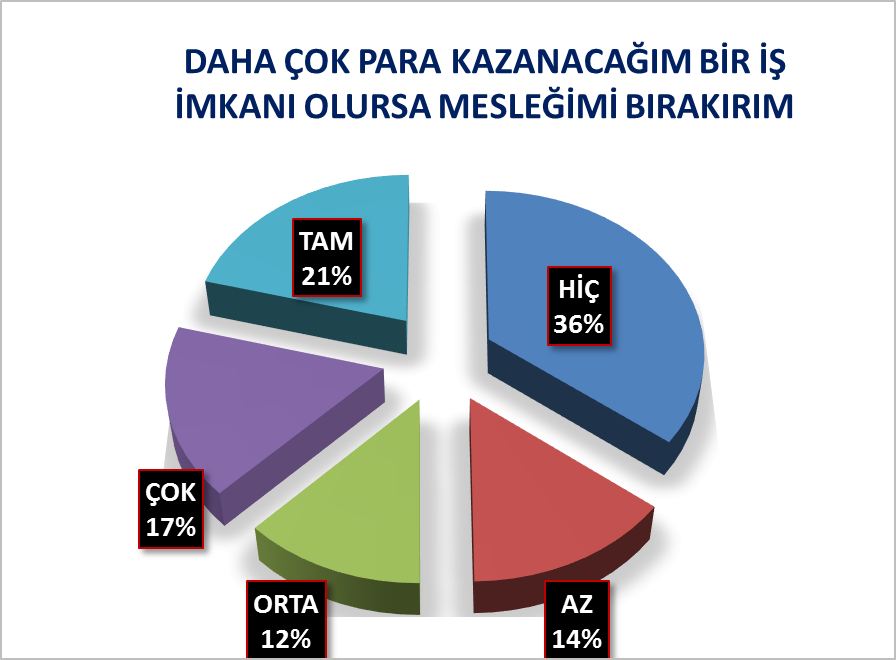 DAHA ÇOK PARA KAZANACAĞIM BİR İŞ
İMKANI OLURSA MESLEĞİMİ BIRAKIRIM
TAM
21%
HİÇ
36%
ÇOK
17%
ORTA
12%
AZ
14%